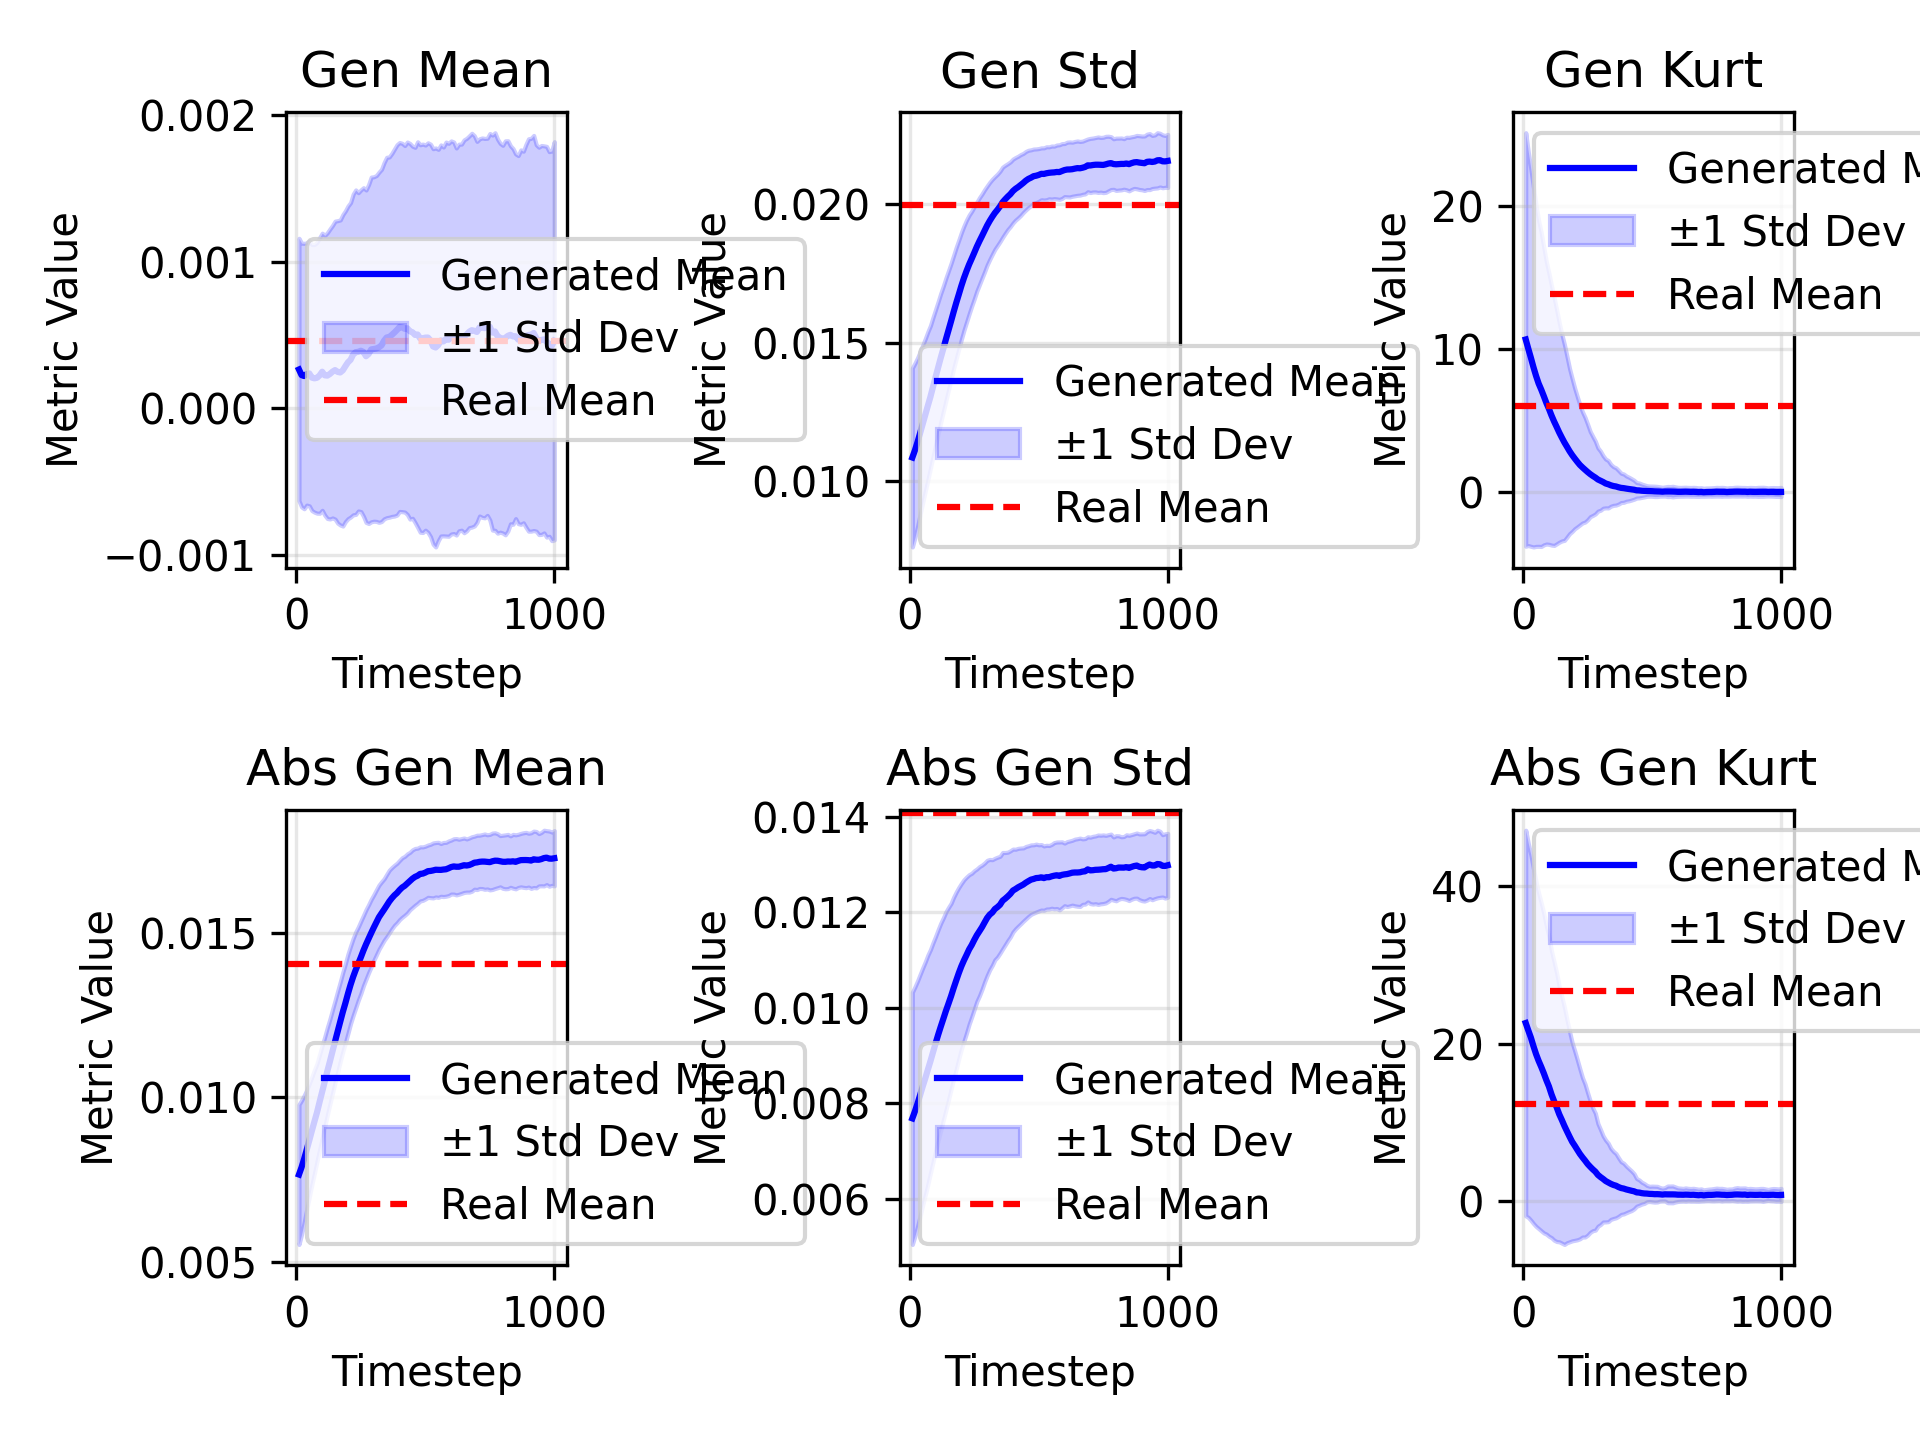 Gen Mean
Metric Value
0.002
0.001
0.000
−0.001
Generated Mean
±1 Std Dev
Real Mean
0
1000
Timestep
Gen Std
Metric Value
0.020
0.015
0.010
Generated Mean
±1 Std Dev
Real Mean
0
1000
Timestep
Gen Kurt
Metric Value
20
10
0
Generated M
±1 Std Dev
Real Mean
0
1000
Timestep
Abs Gen Mean
Metric Value
0.015
0.010
0.005
Generated Mean
±1 Std Dev
Real Mean
0
1000
Timestep
Abs Gen Std
Metric Value
0.014
0.012
0.010
0.008
0.006
Generated Mean
±1 Std Dev
Real Mean
0
1000
Timestep
Abs Gen Kurt
Metric Value
40
20
0
Generated M
±1 Std Dev
Real Mean
0
1000
Timestep